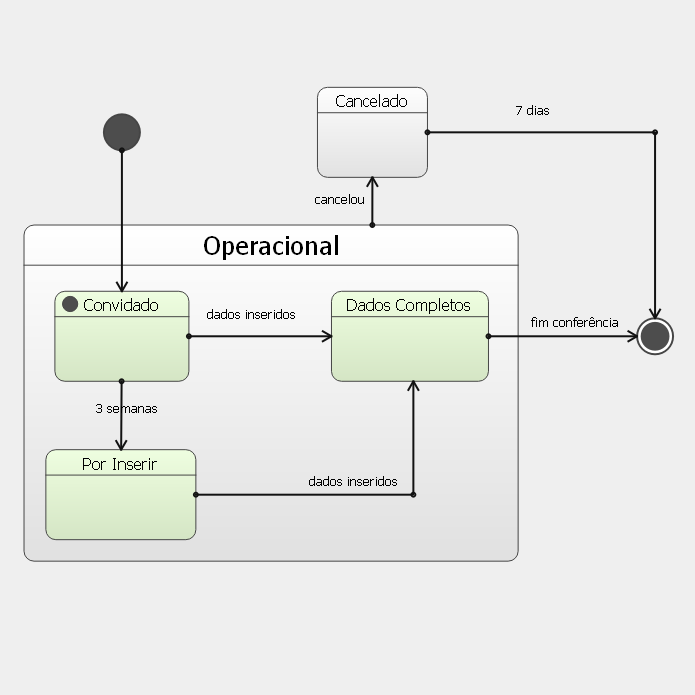 Cancelado
7 dias
cancelou
Operacional
Convidado
dados inseridos
Dados Completos
fim conferência
3 semanas
Por Inserir
dados inseridos